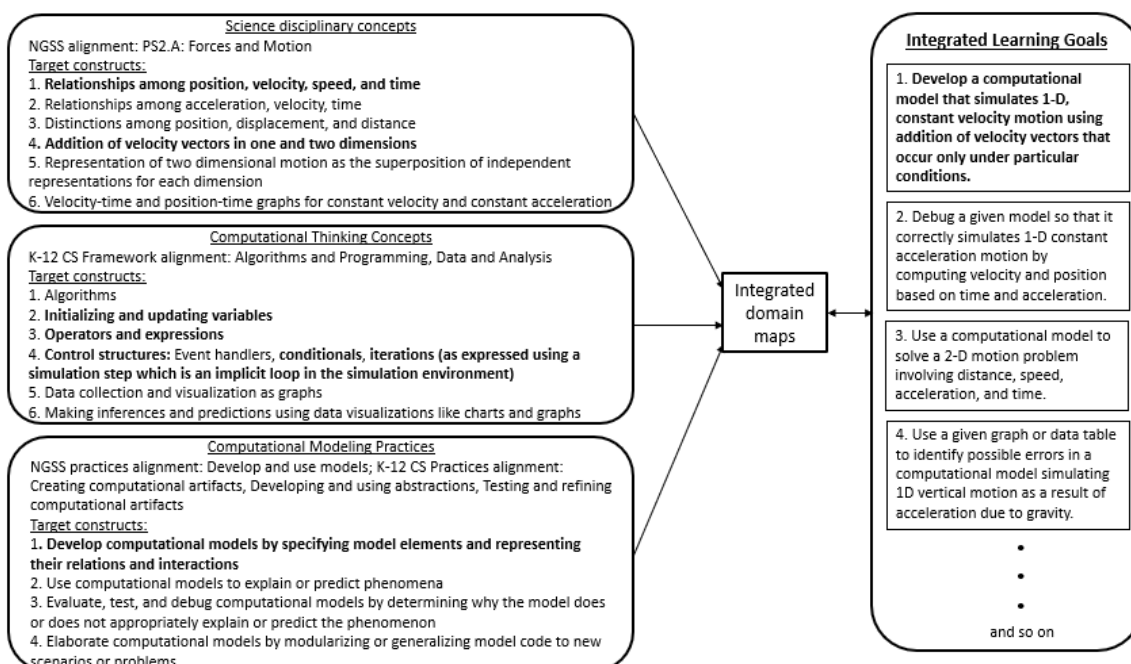 Science disciplinary concepts
NGSS alignment: PS2.A: Forces and Motion
Target constructs:
1. Relationships among position, velocity, speed, and time
2. Relationships among acceleration, velocity, time
3. Distinctions among position, displacement, and distance
4. Addition of velocity vectors in one and two dimensions
5. Representation of two dimensional motion as the superposition of independent
representations for each dimension
6. Velocity-time and position-time graphs for constant velocity and constant acceleration
Computational Thinking Concepts
K-12 CS Framework alignment: Algorithms and Programming, Data and Analysis
Target constructs:
1. Algorithms
2. Initializing and updating variables
3. Operators and expressions
4. Control structures: Event handlers, conditionals, iterations (as expressed using a
simulation step which is an implicit loop in the simulation environment)
5. Data collection and visualization as graphs
6. Making inferences and predictions using data visualizations like charts and graphs
Computational Modeling Practices
NGSS practices alignment: Develop and use models; K-12 CS Practices alignment:
Creating computational artifacts, Developing and using abstractions, Testing and refining
computational artifacts
Target constructs:
1. Develop computational models by specifying model elements and representing
their relations and interactions
2. Use computational models to explain or predict phenomena
3. Evaluate, test, and debug computational models by determining why the model does
or does not appropriately explain or predict the phenomenon
4. Elaborate computational models by modularizing or generalizing model code to new
scenarios or problems
Integrated
domain
maps
Integrated Learning Goals
1. Develop a computational
model that simulates 1-D,
constant velocity motion using
addition of velocity vectors that
occur only under particular
conditions.
2. Debug a given model so that it
correctly simulates 1-D constant
acceleration motion by
computing velocity and position
based on time and acceleration.
3. Use a computational model to
solve a 2-D motion problem
involving distance, speed,
acceleration, and time.
4. Use a given graph or data table
to identify possible errors in a
computational model simulating
1D vertical motion as a result of
acceleration due to gravity.
and so on